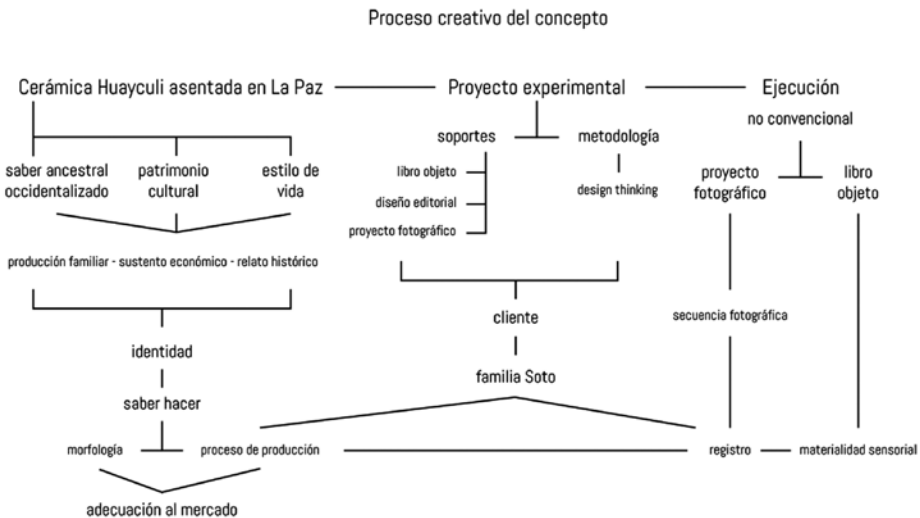 Proceso creativo del concepto
Cerámica Huayculi asentada en La Paz
Proyecto experimental
Ejecución
no convencional
soportes
metodología
saber ancestral
occidentalizado
patrimonio
cultural
estilo de
vida
libro objeto
diseño editorial
proyecto fotográfico
design thinking
proyecto
fotográfico
libro
objeto
producción familiar - sustento económico - relato histórico
cliente
secuencia fotográfica
identidad
familia Soto
saber hacer
morfología
proceso de producción
registro
materialidad sensorial
adecuación al mercado